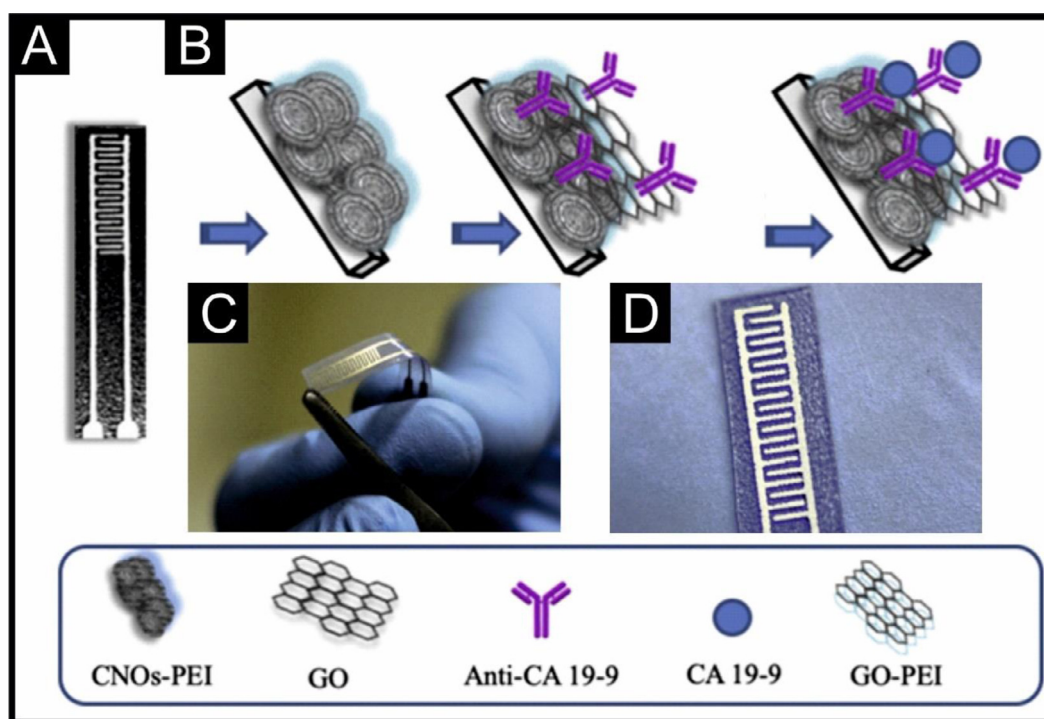 A
B
C
D
CNOs-PEI
GO
Anti-CA 19-9
CA 19-9
GO-PEI